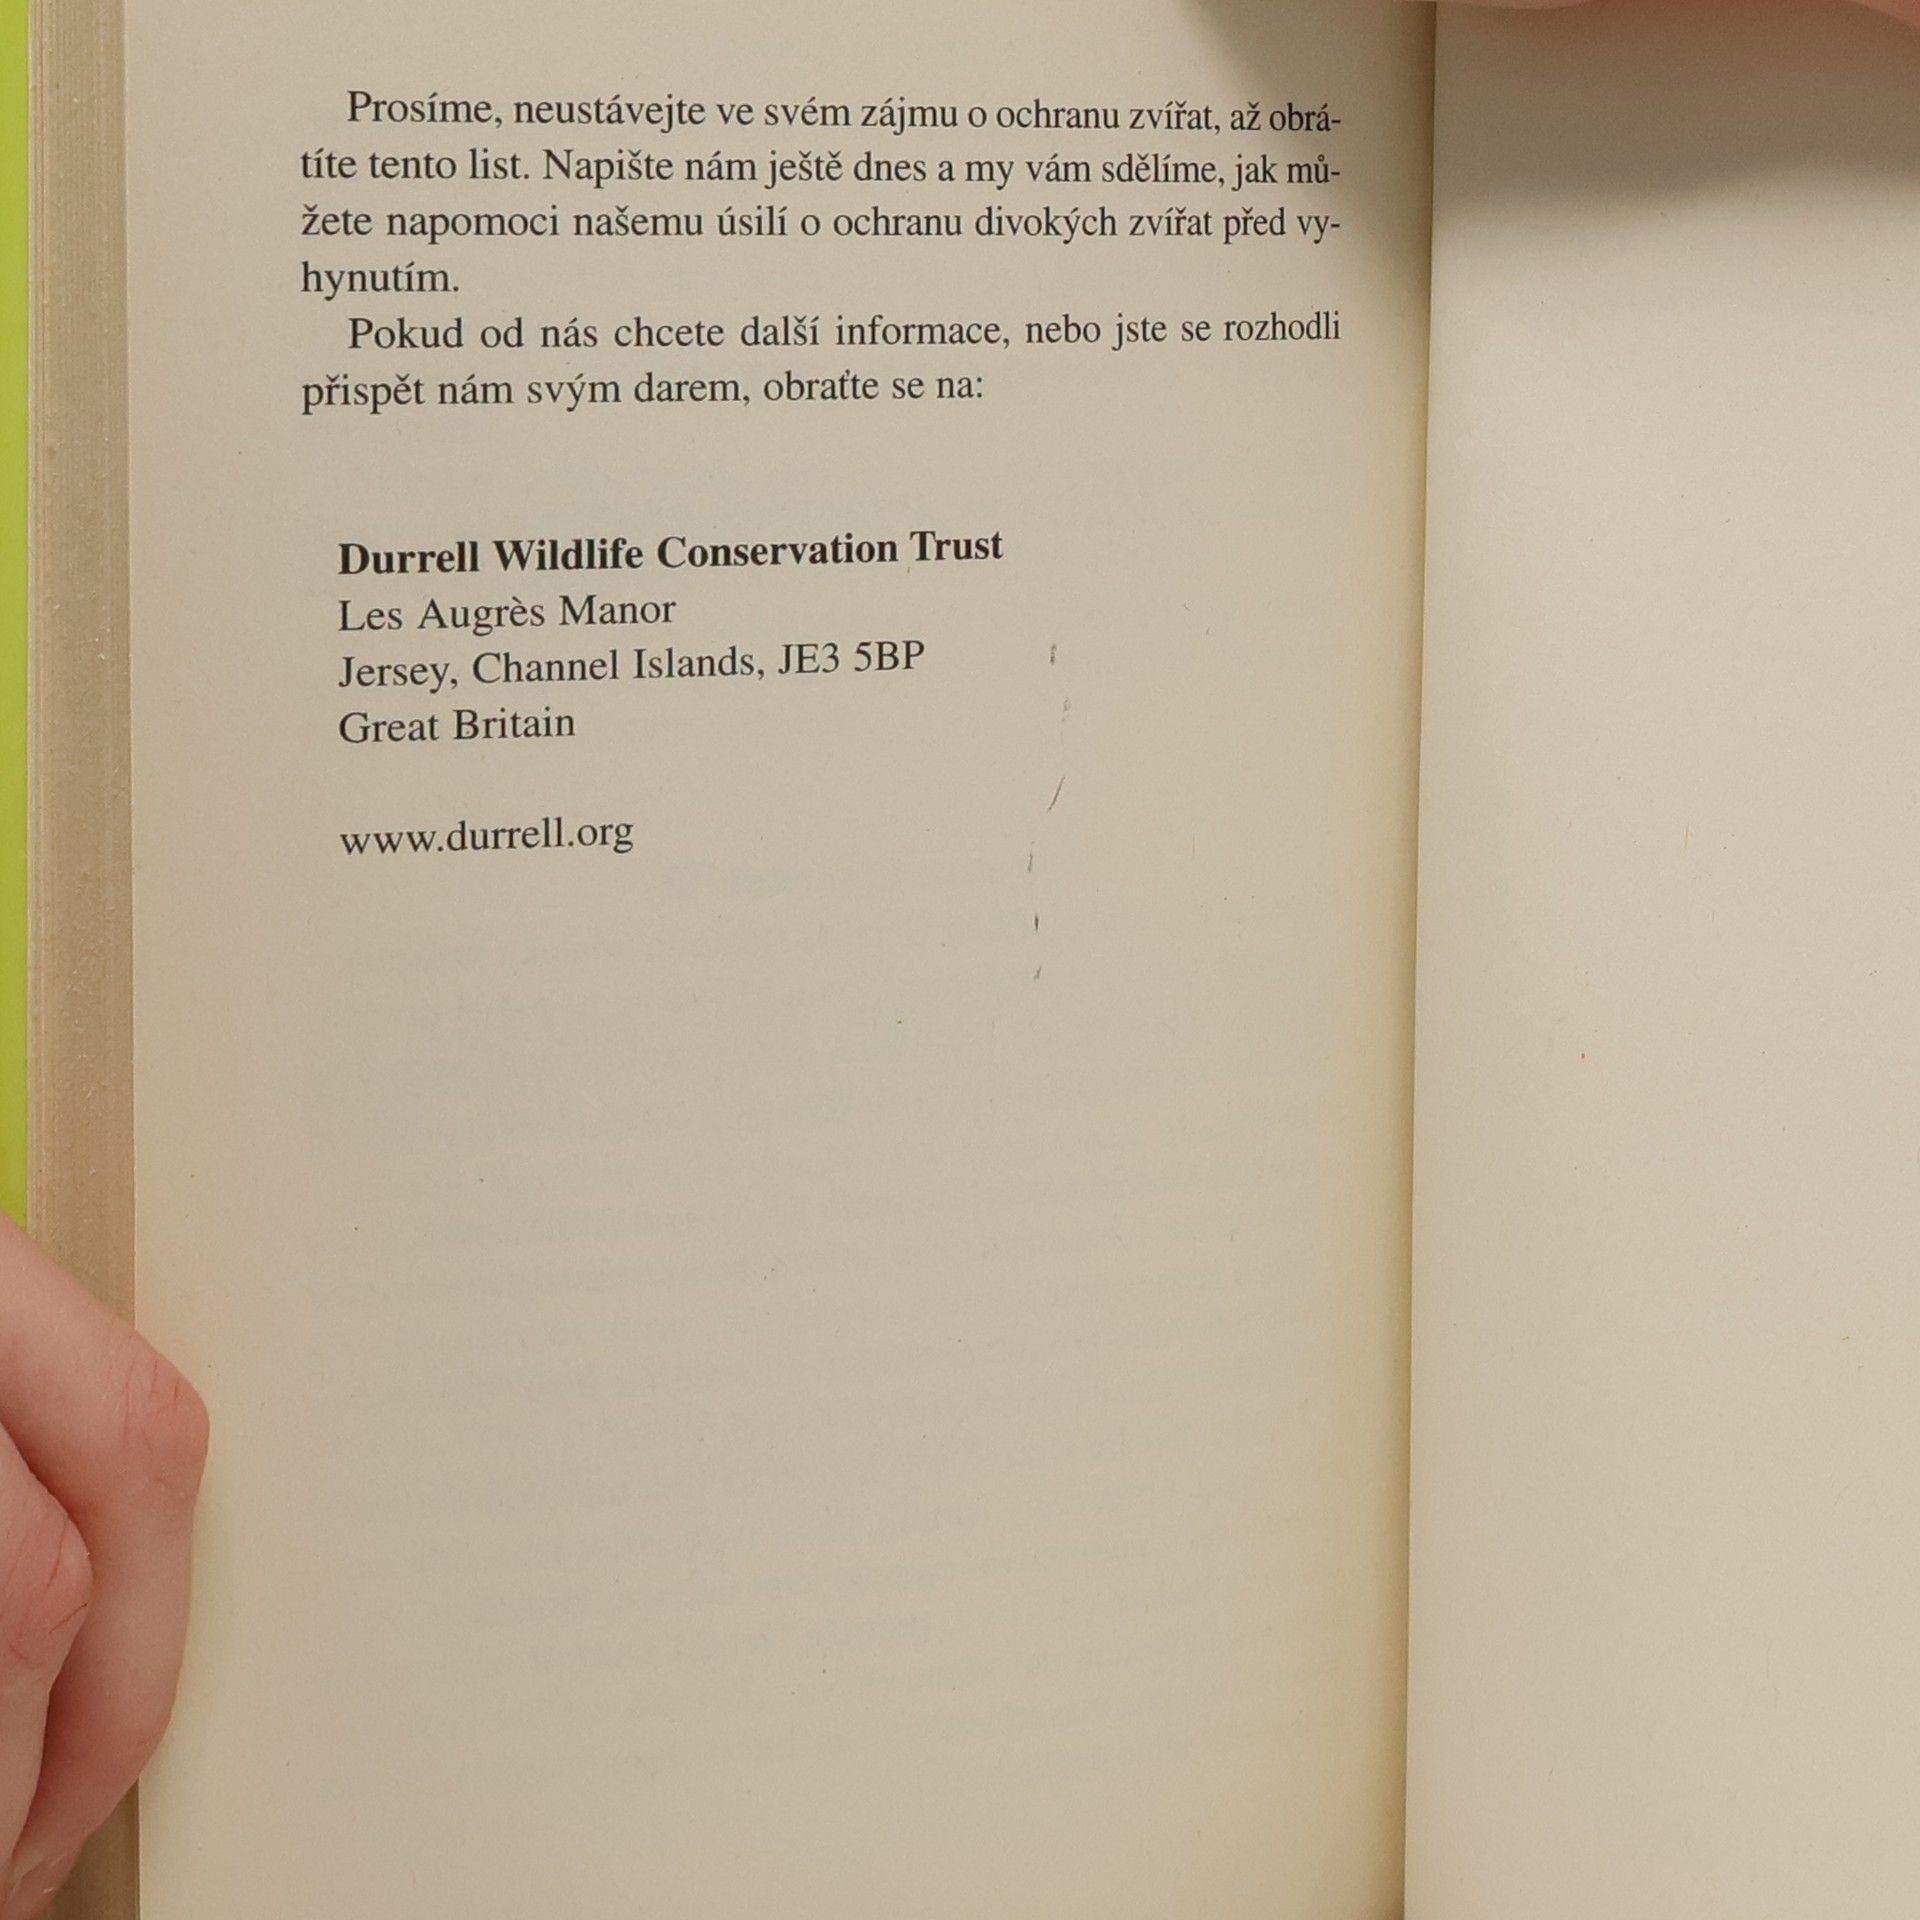 Prosíme, neustávejte ve svém zájmu o ochranu zvířat, až obrá-
títe tento list. Napište nám ještě dnes a my vám sdělíme, jak mů-
žete napomoci našemu úsilí o ochranu divokých zvířat před vy-
hynutím.
Pokud od nás chcete další informace, nebo jste se rozhodli
přispět nám svým darem, obraťte se na:
Durrell Wildlife Conservation Trust
Les Augrès Manor
Jersey, Channel Islands, JE3 5BP
Great Britain
www.durrell.org